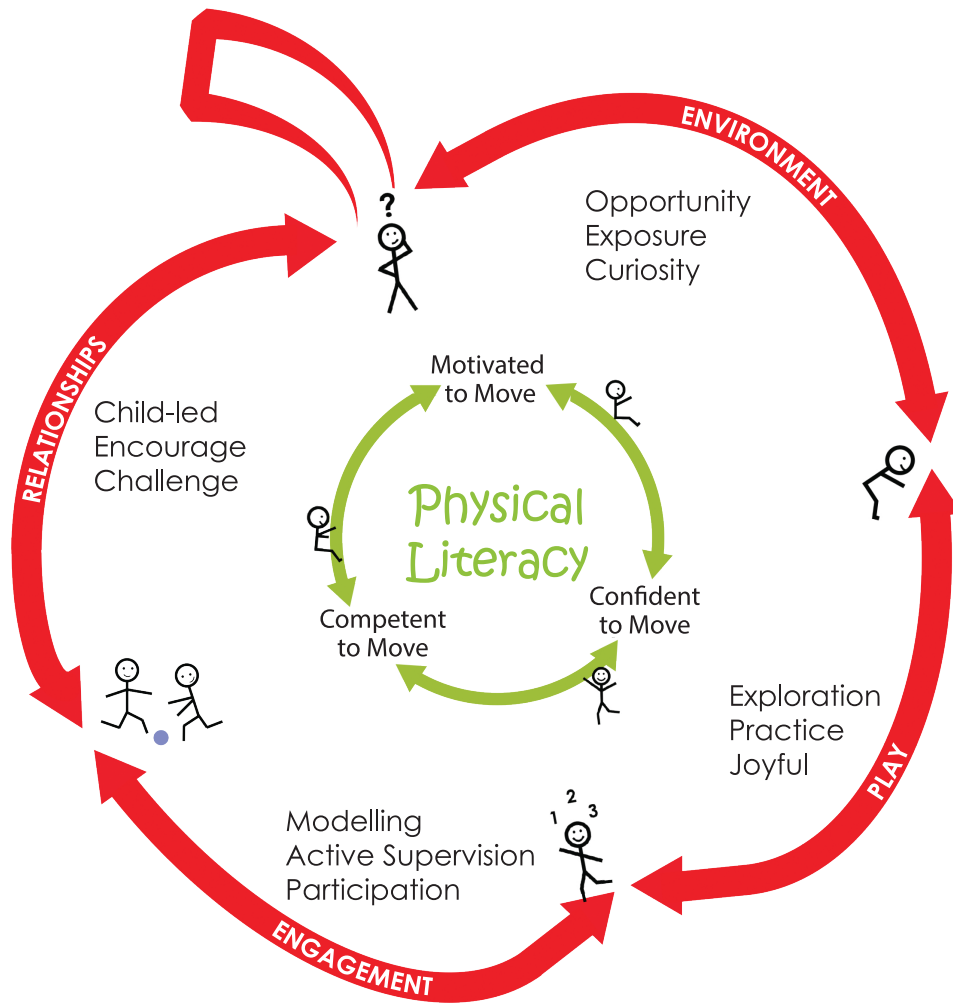 ENVIRONMENT
?
Opportunity
Exposure
Curiosity
RELATIONSHIPS
Child-led
Encourage
Challenge
Motivated
to Move
Physical
Literacy
Competent
to Move
Confident
to Move
Exploration
Practice
Joyful
PLAY
1 2 3
Modelling
Active Supervision
Participation
ENGAGEMENT